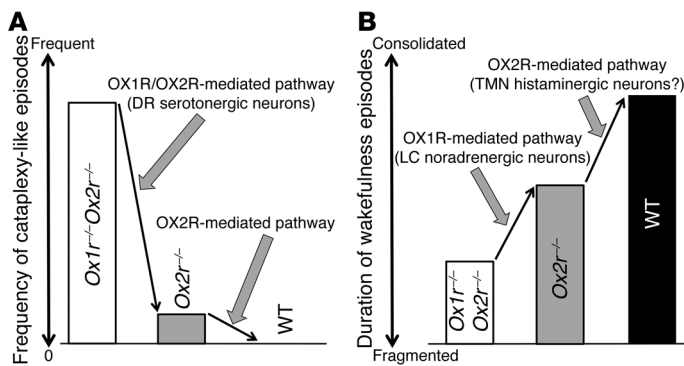 A
Frequent
Frequency of cataplexy-like episodes
OX1R/OX2R-mediated pathway
(DR serotonergic neurons)
Ox1r–/–Ox2r–/–
OX2R-mediated pathway
Ox2r–/–
WT
0
B
Consolidated
Duration of wakefulness episodes
OX2R-mediated pathway
(TMN histaminergic neurons?)
OX1R-mediated pathway
(LC noradrenergic neurons)
Ox1r–/–
Ox2r–/–
Ox2r–/–
WT
Fragmented